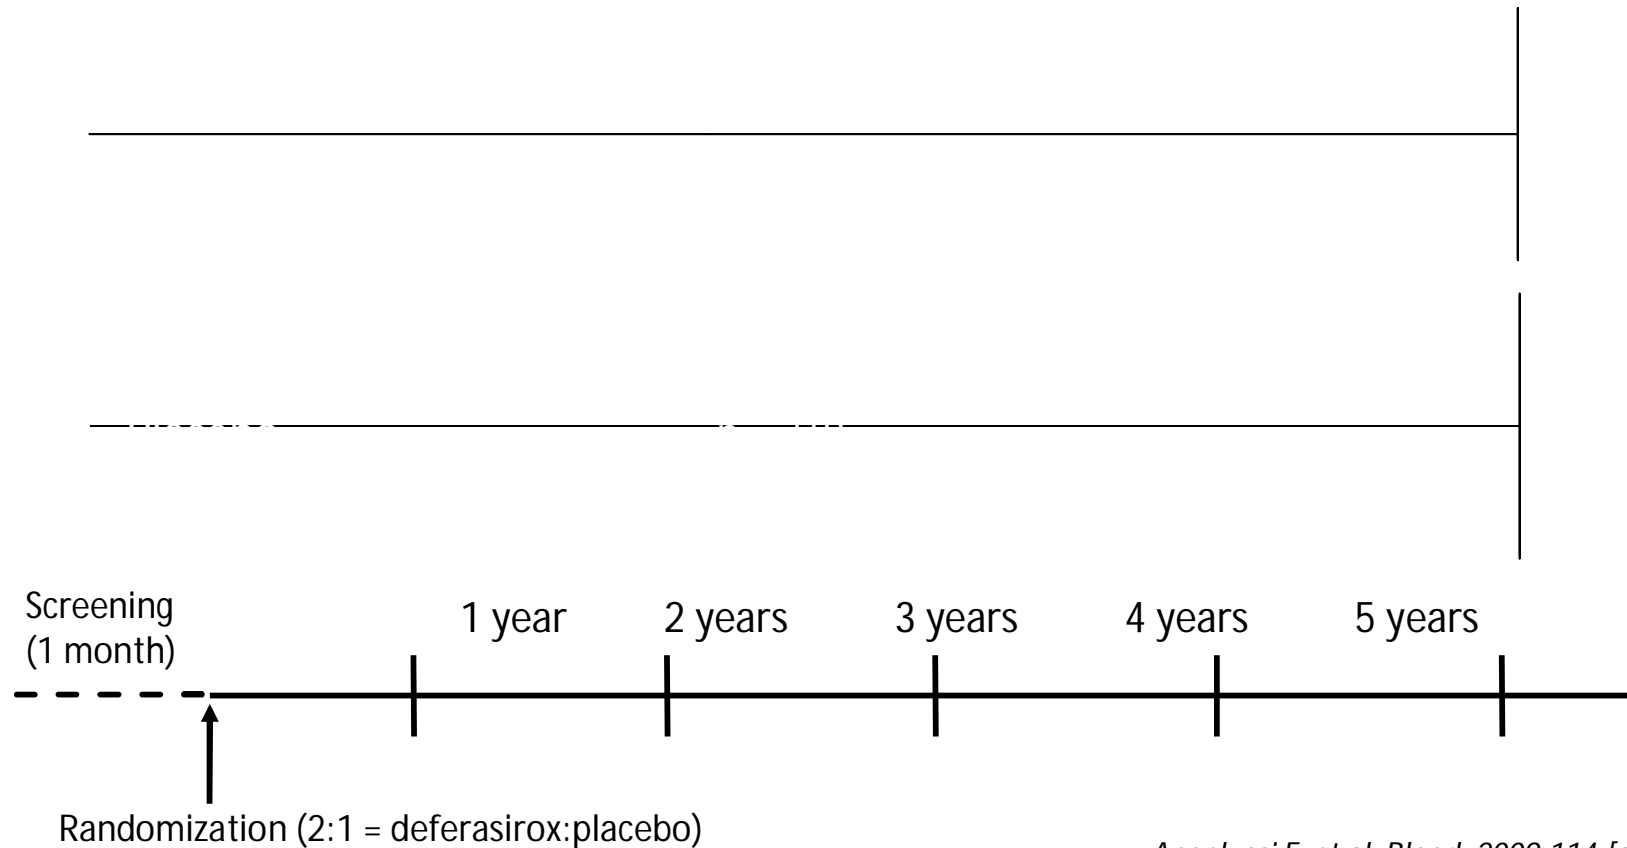 Screening
(1 month)
1 year
2 years
3 years
4 years
5 years
Randomization (2:1 = deferasirox:placebo)